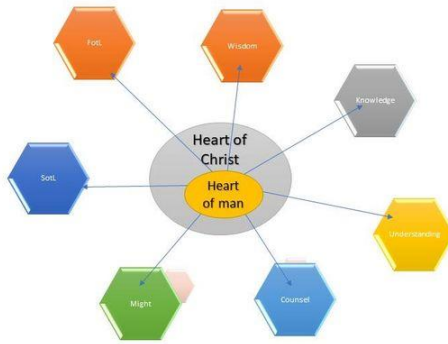 FotL
Wisdom
Knowledge
Heart of
Christ
Heart
of man
SotL
Understanding
Might
Counsel